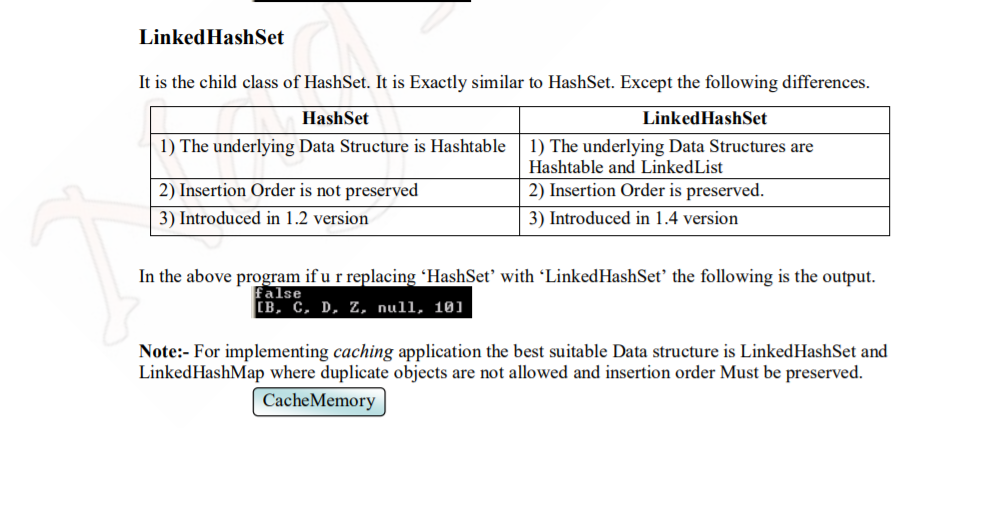 LinkedHashSet
It is the child class of HashSet. It is Exactly similar to HashSet. Except the following differences.
HashSet LinkedHashSet
1) The underlying Data Structure is Hashtable 1) The underlying Data Structures are
Hashtable and LinkedList
2) Insertion Order is not preserved 2) Insertion Order is preserved.
3) Introduced in 1.2 version 3) Introduced in 1.4 version
In the above program if u r replacing ‘HashSet’ with ‘LinkedHashSet’ the following is the output.
false
[B, C, D, Z, null, 10]
Note:- For implementing caching application the best suitable Data structure is LinkedHashSet and
LinkedHashMap where duplicate objects are not allowed and insertion order Must be preserved.
CacheMemory